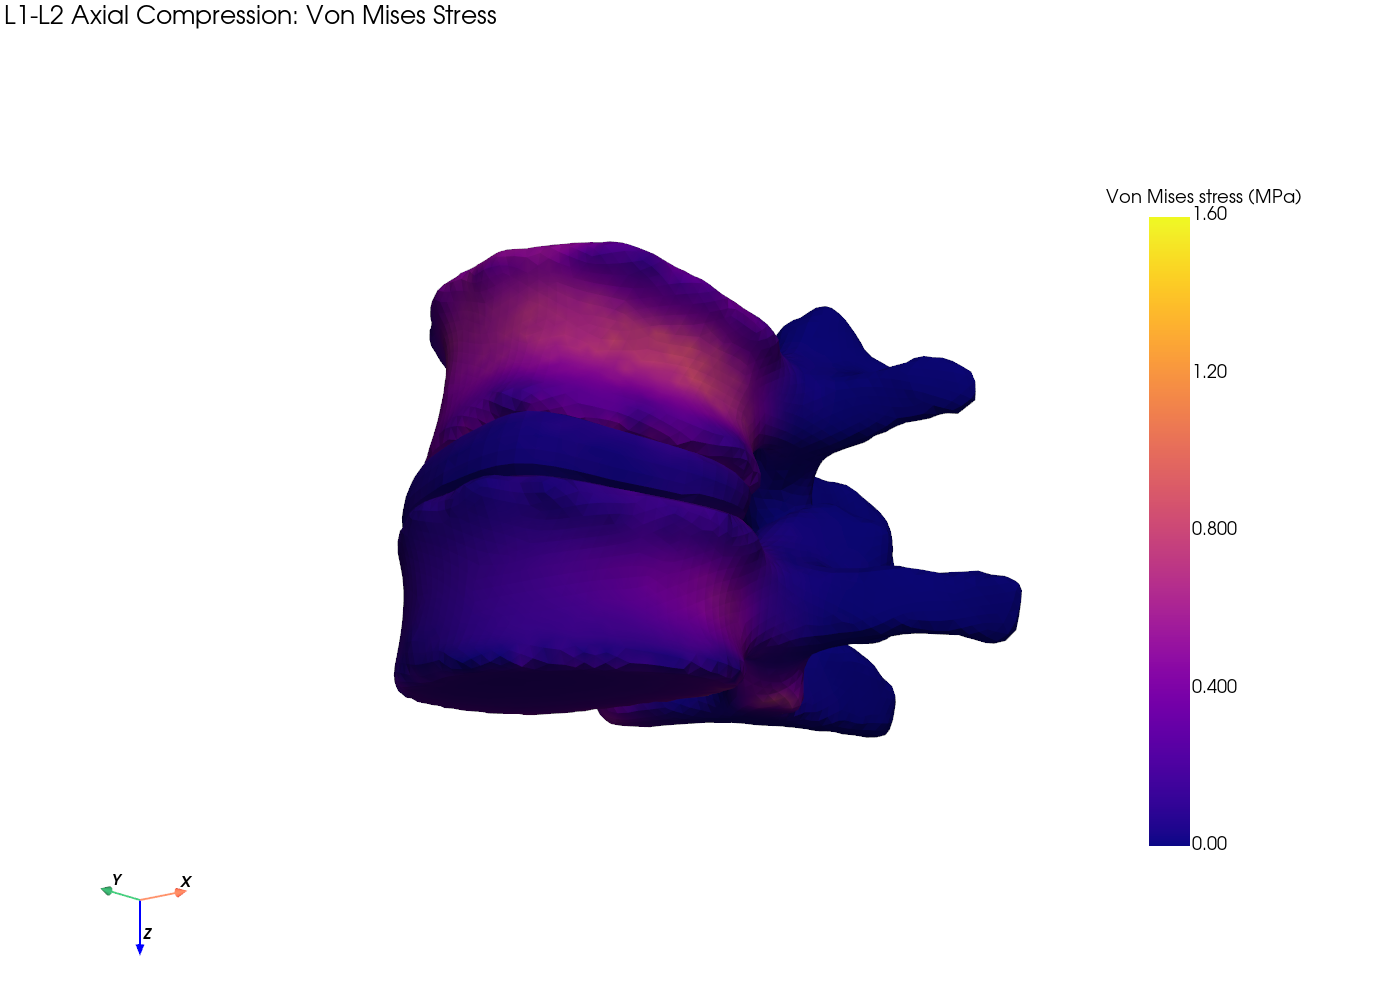 L1-L2 Axial Compression: Von Mises Stress
Von Mises stress (MPa)
1.60
1.20
0.800
0.400
0.00
Y
X
Z